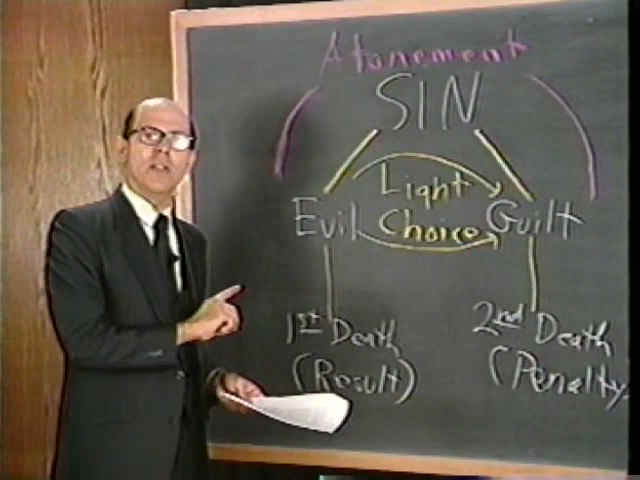 Atonement
SIN
Light
Evil Choice Guilt
1st Death 2nd Death
(Result) (Penalty)